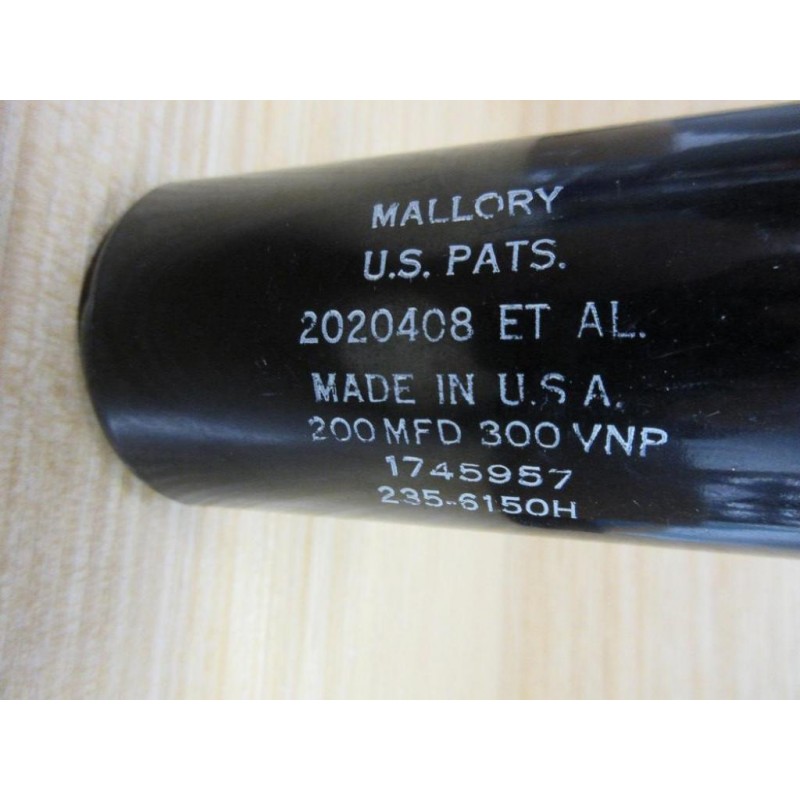 MALLORY
U.S. PATS.
2020408 ET AL.
MADE IN U.S A.
200 MFD 300 VNP
1745957
235-6150H